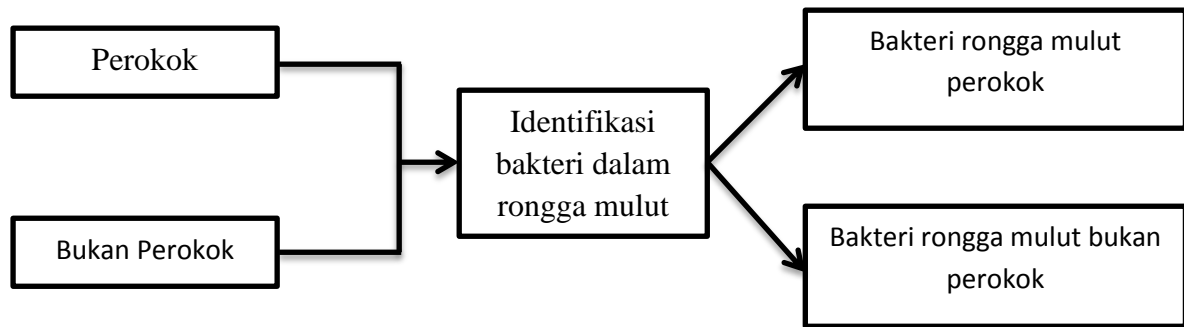 Perokok
Bukan Perokok
Identifikasi
bakteri dalam
rongga mulut
Bakteri rongga mulut
perokok
Bakteri rongga mulut bukan
perokok